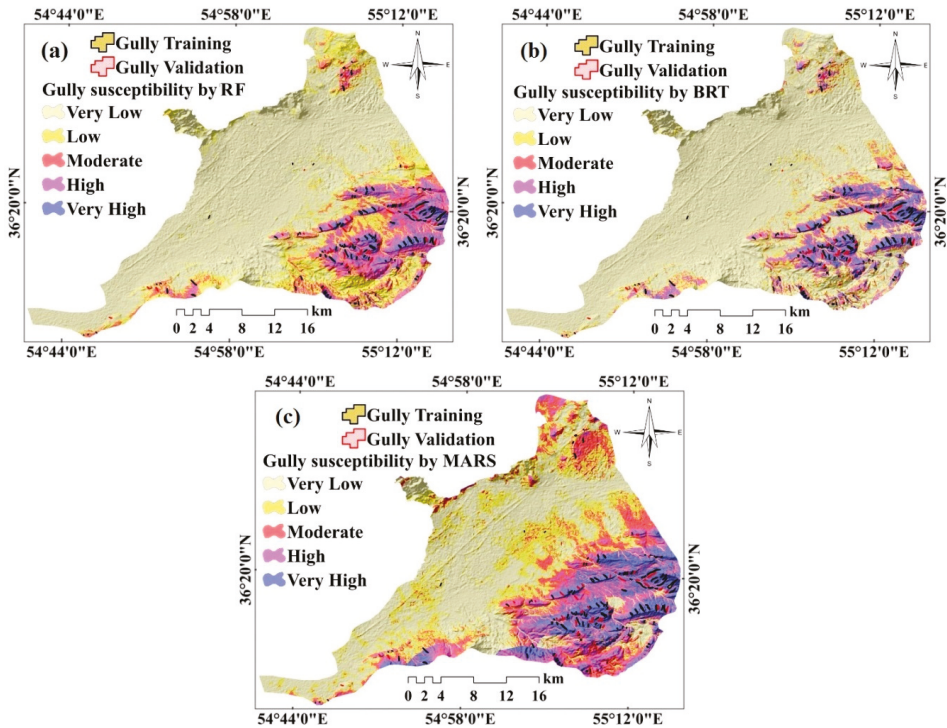 54°44'0"E 54°58'0"E 55°12'0"E
(a) Gully Training
Gully Validation
Gully susceptibility by RF
Very Low
Low
Moderate
High
Very High
N
W E
S
36°20'0"N
36°20'0"N
km
0 2 4 8 12 16
54°44'0"E 54°58'0"E 55°12'0"E
54°44'0"E 54°58'0"E 55°12'0"E
(b) Gully Training
Gully Validation
Gully susceptibility by BRT
Very Low
Low
Moderate
High
Very High
N
W E
S
36°20'0"N
36°20'0"N
km
0 2 4 8 12 16
54°44'0"E 54°58'0"E 55°12'0"E
54°44'0"E 54°58'0"E 55°12'0"E
(c) Gully Training
Gully Validation
Gully susceptibility by MARS
Very Low
Low
Moderate
High
Very High
N
W E
S
36°20'0"N
36°20'0"N
km
0 2 4 8 12 16
54°44'0"E 54°58'0"E 55°12'0"E